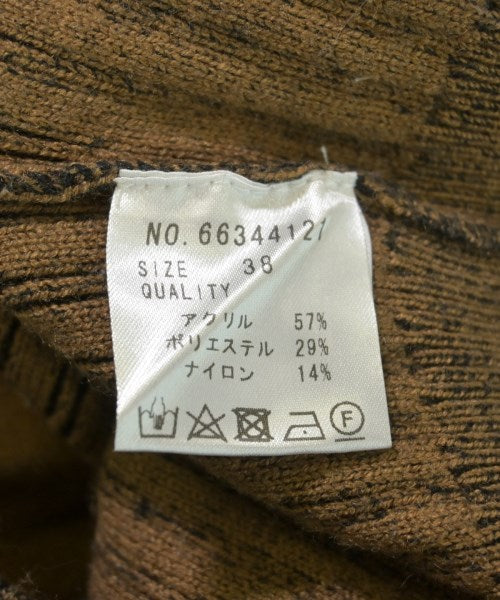 NO. 66344127
SIZE 38
QUALITY
アクリル 57%
ポリエステル 29%
ナイロン 14%
F